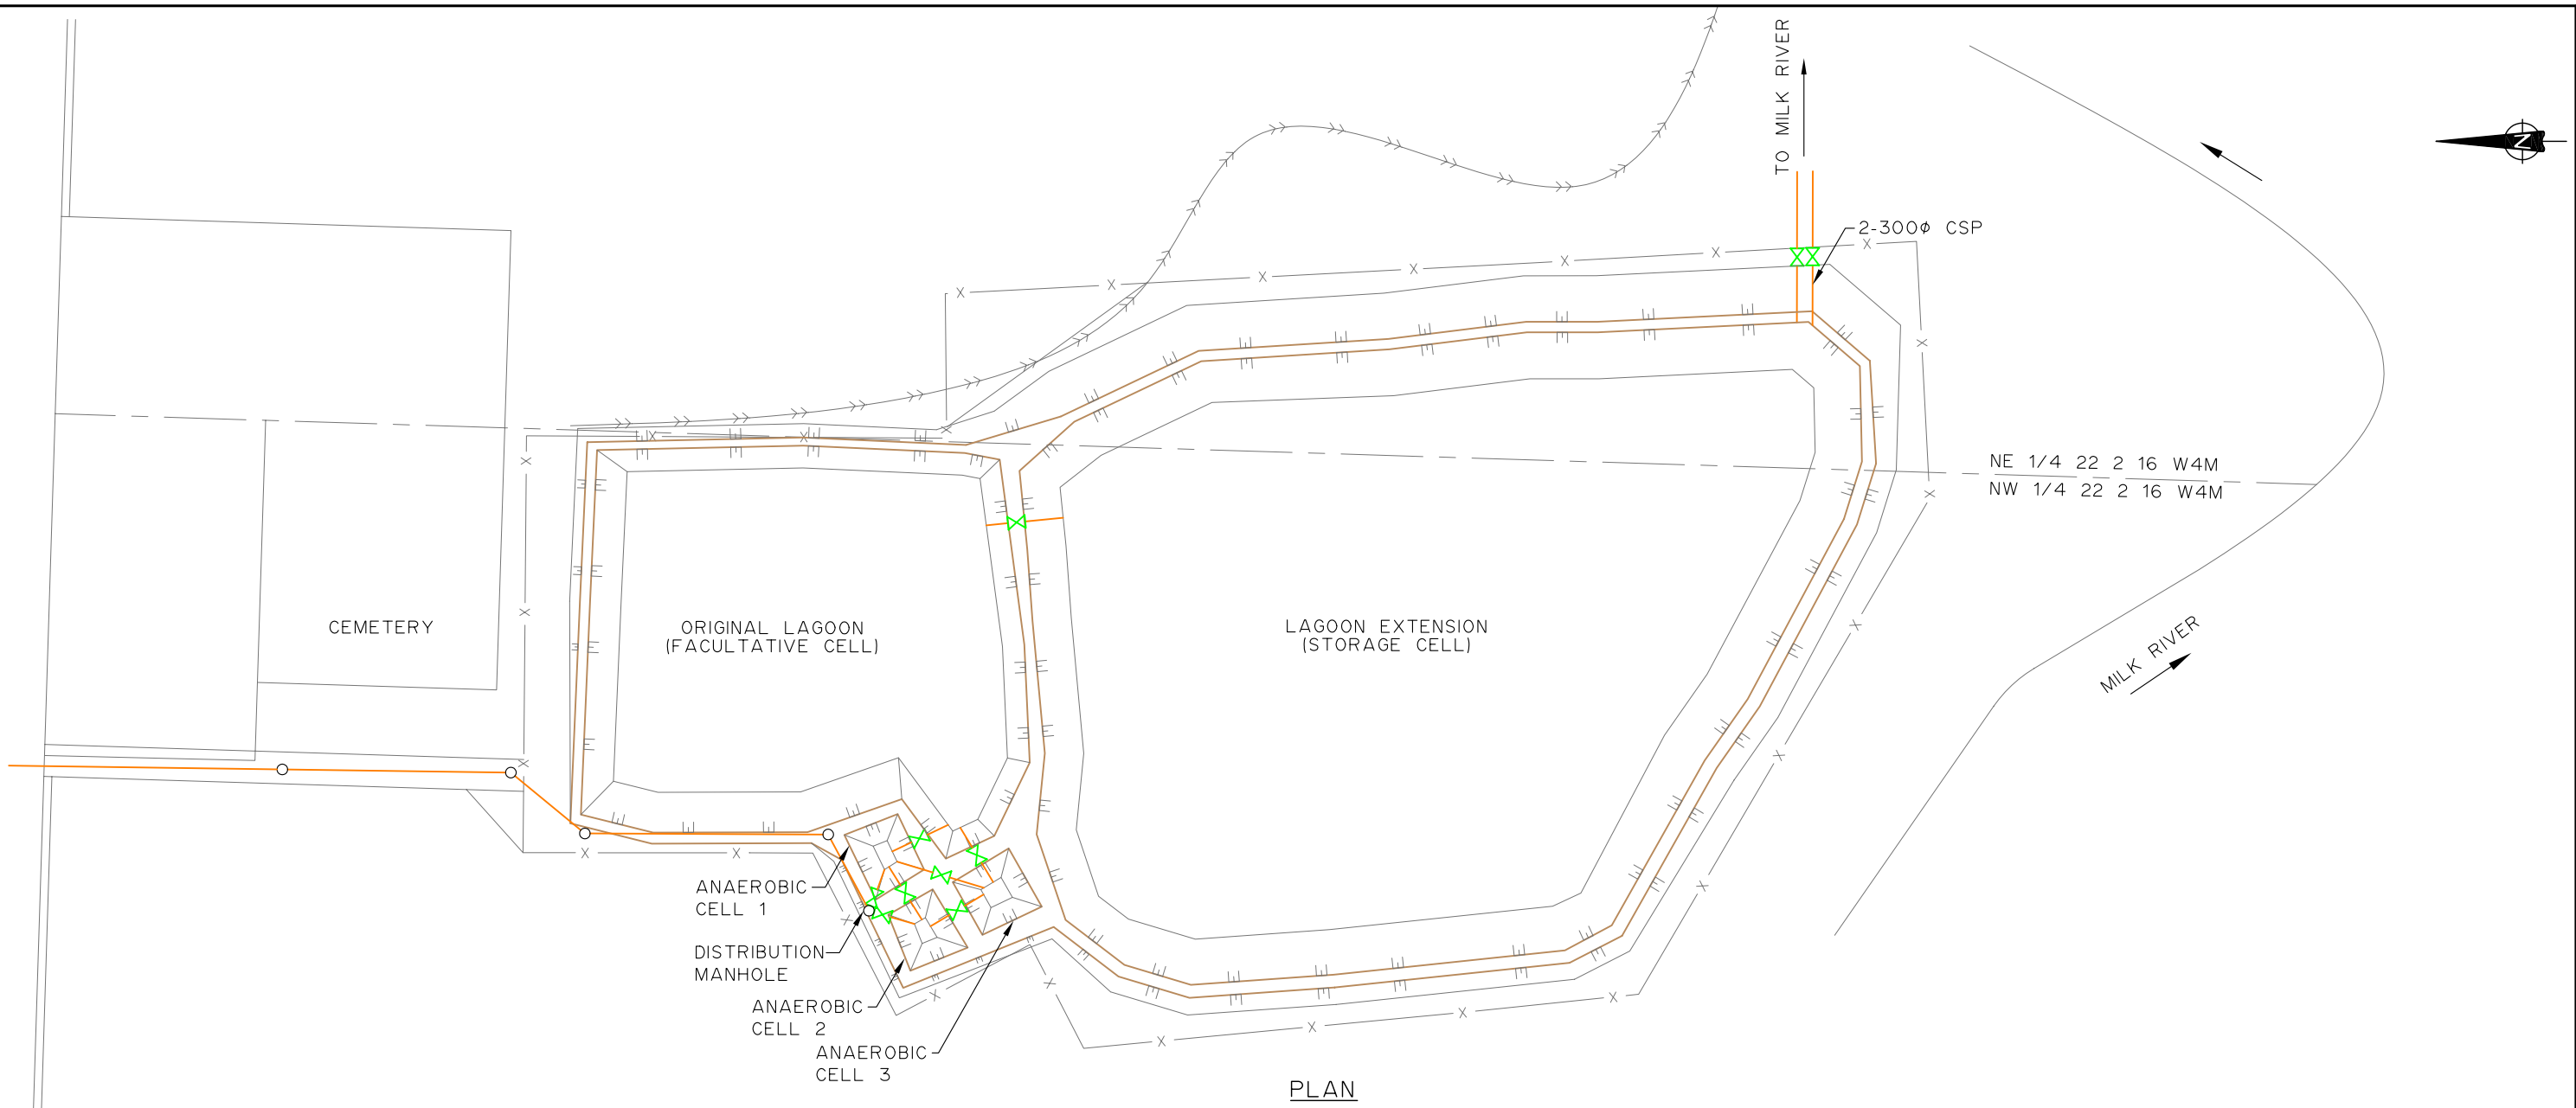 TO MILK RIVER
N
2-300ϕ CSP
NE 1/4 22 2 16 W4M
NW 1/4 22 2 16 W4M
CEMETERY
ORIGINAL LAGOON
(FACULTATIVE CELL)
LAGOON EXTENSION
(STORAGE CELL)
MILK RIVER
ANAEROBIC
CELL 1
DISTRIBUTION
MANHOLE
ANAEROBIC
CELL 2
ANAEROBIC
CELL 3
PLAN